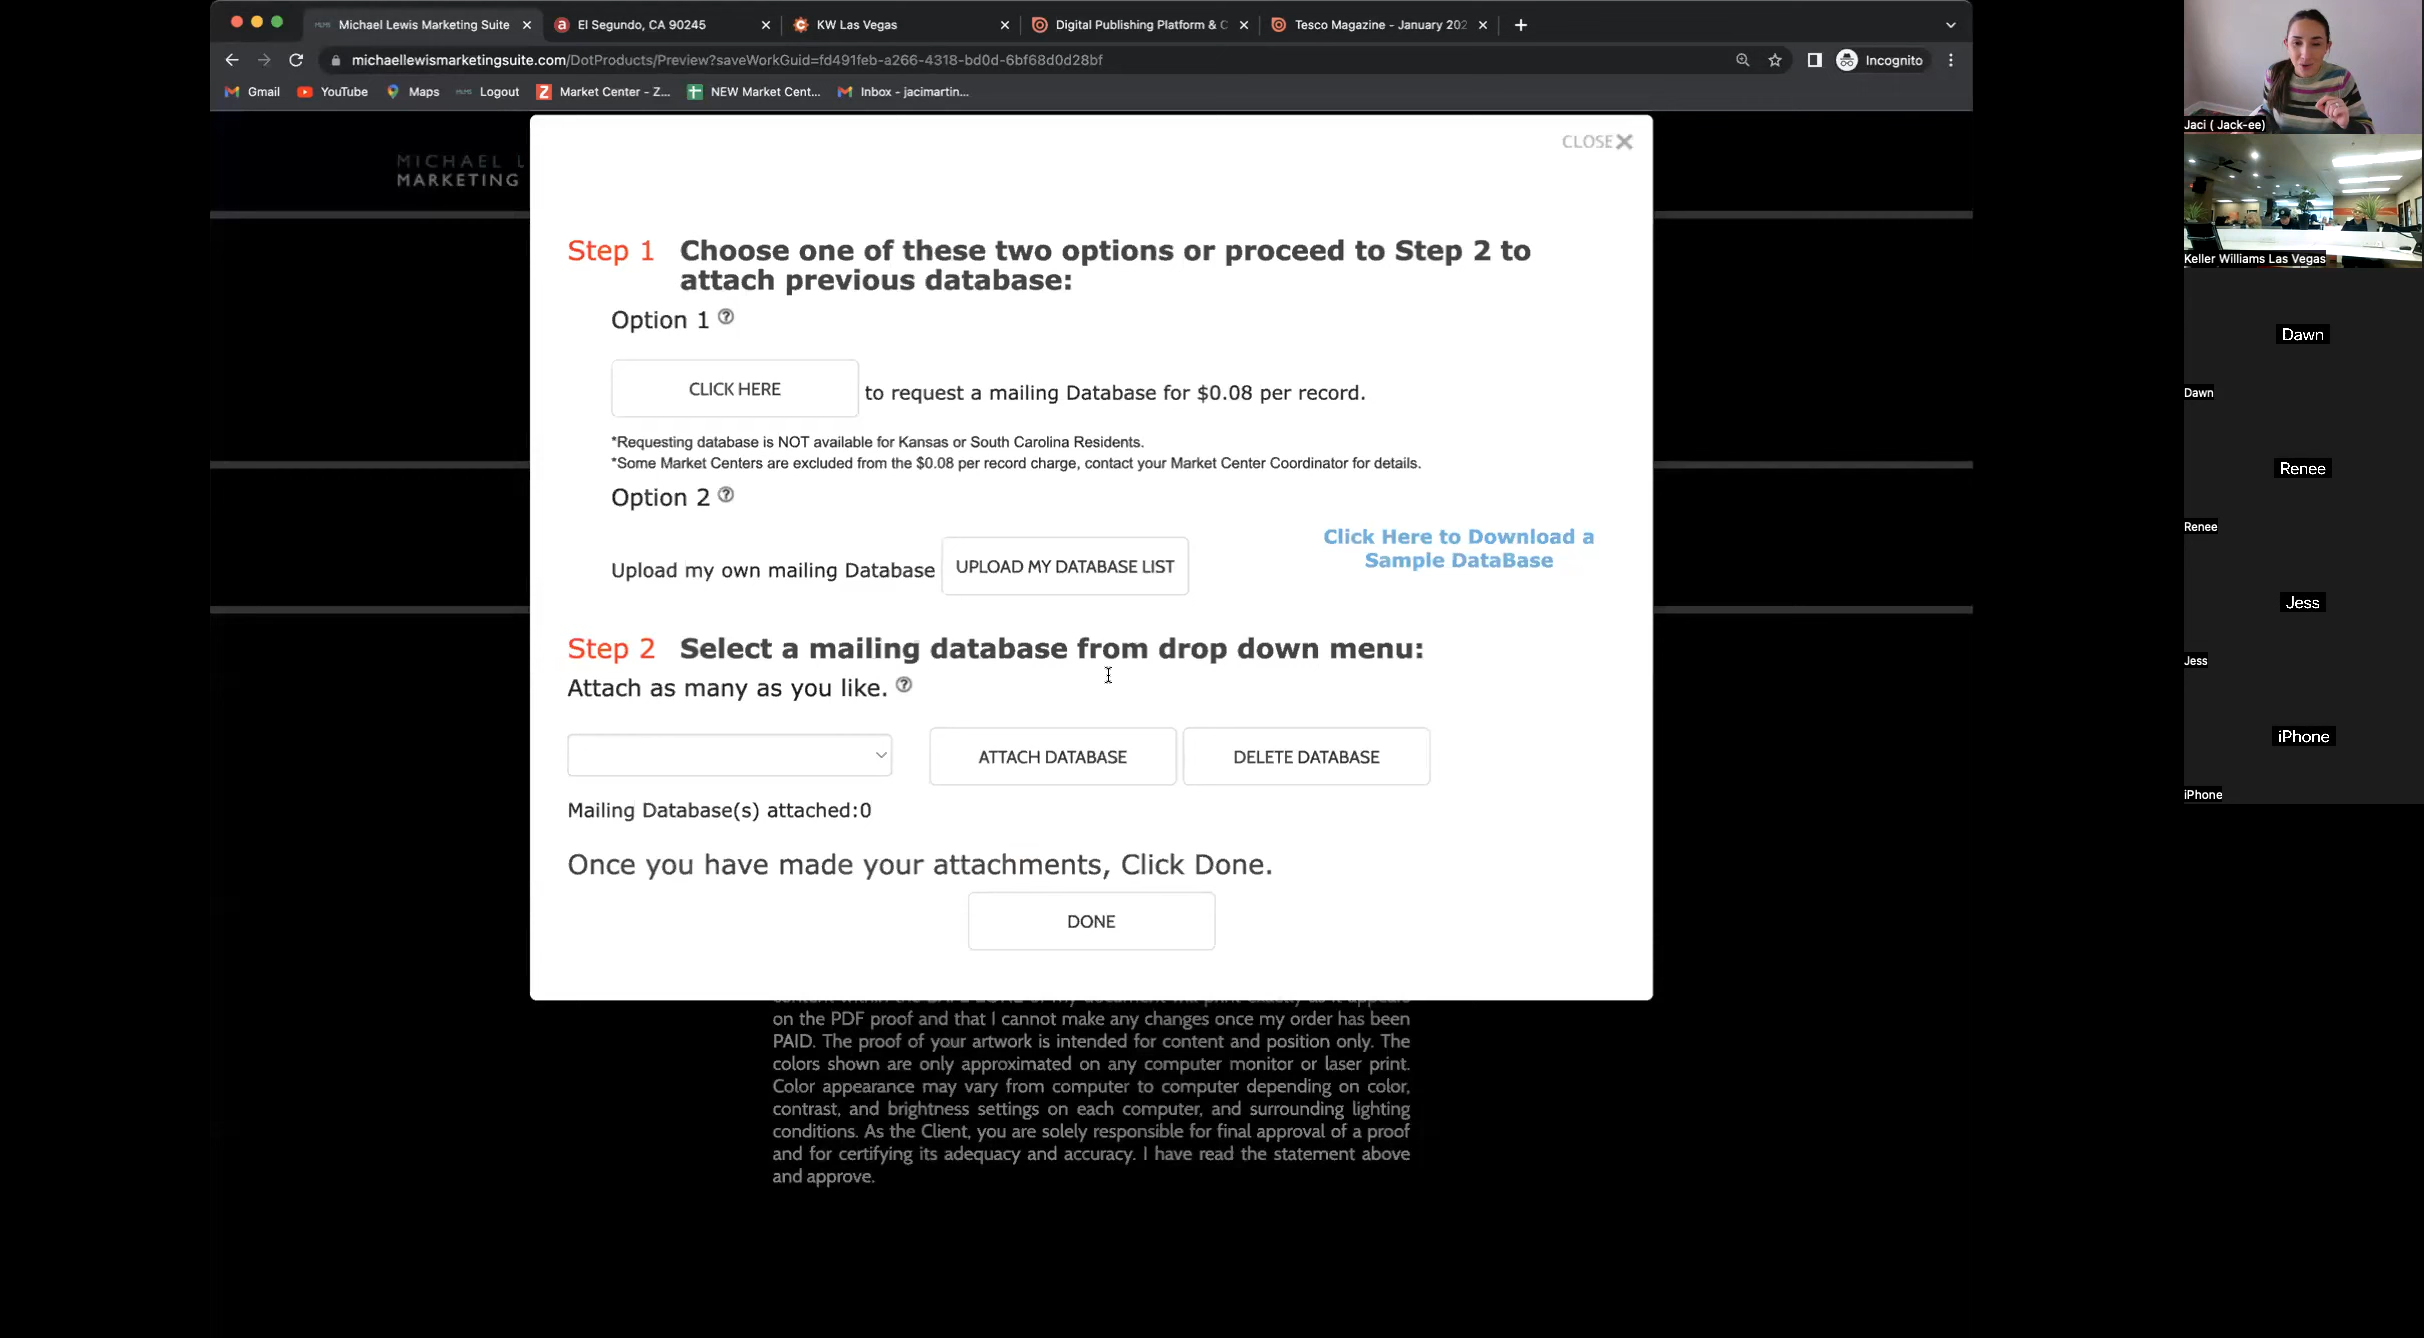 Michael Lewis Marketing Suite
El Segundo, CA 90245
KW Las Vegas
Digital Publishing Platform & C
Tesco Magazine - January 202
michaellewismarketingsuite.com/DotProducts/Preview?saveWorkGuid=fd491feb-a266-4318-bd0d-6bf68d0d28bf
Incognito
Gmail
YouTube
Maps
Logout
Market Center - Z...
NEW Market Cent...
Inbox - jacimartin...
MICHAEL L
MARKETING
CLOSE
Step 1 Choose one of these two options or proceed to Step 2 to
attach previous database:
Option 1
CLICK HERE to request a mailing Database for $0.08 per record.
*Requesting database is NOT available for Kansas or South Carolina Residents.
*Some Market Centers are excluded from the $0.08 per record charge, contact your Market Center Coordinator for details.
Option 2
Upload my own mailing Database UPLOAD MY DATABASE LIST
Click Here to Download a
Sample DataBase
Step 2 Select a mailing database from drop down menu:
Attach as many as you like.
ATTACH DATABASE
DELETE DATABASE
Mailing Database(s) attached:0
Once you have made your attachments, Click Done.
DONE
on the PDF proof and that I cannot make any changes once my order has been
PAID. The proof of your artwork is intended for content and position only. The
colors shown are only approximated on any computer monitor or laser print.
Color appearance may vary from computer to computer depending on color,
contrast, and brightness settings on each computer, and surrounding lighting
conditions. As the Client, you are solely responsible for final approval of a proof
and for certifying its adequacy and accuracy. I have read the statement above
and approve.
Jaci ( Jack-ee)
Keller Williams Las Vegas
Dawn
Dawn
Renee
Renee
Jess
Jess
iPhone
iPhone